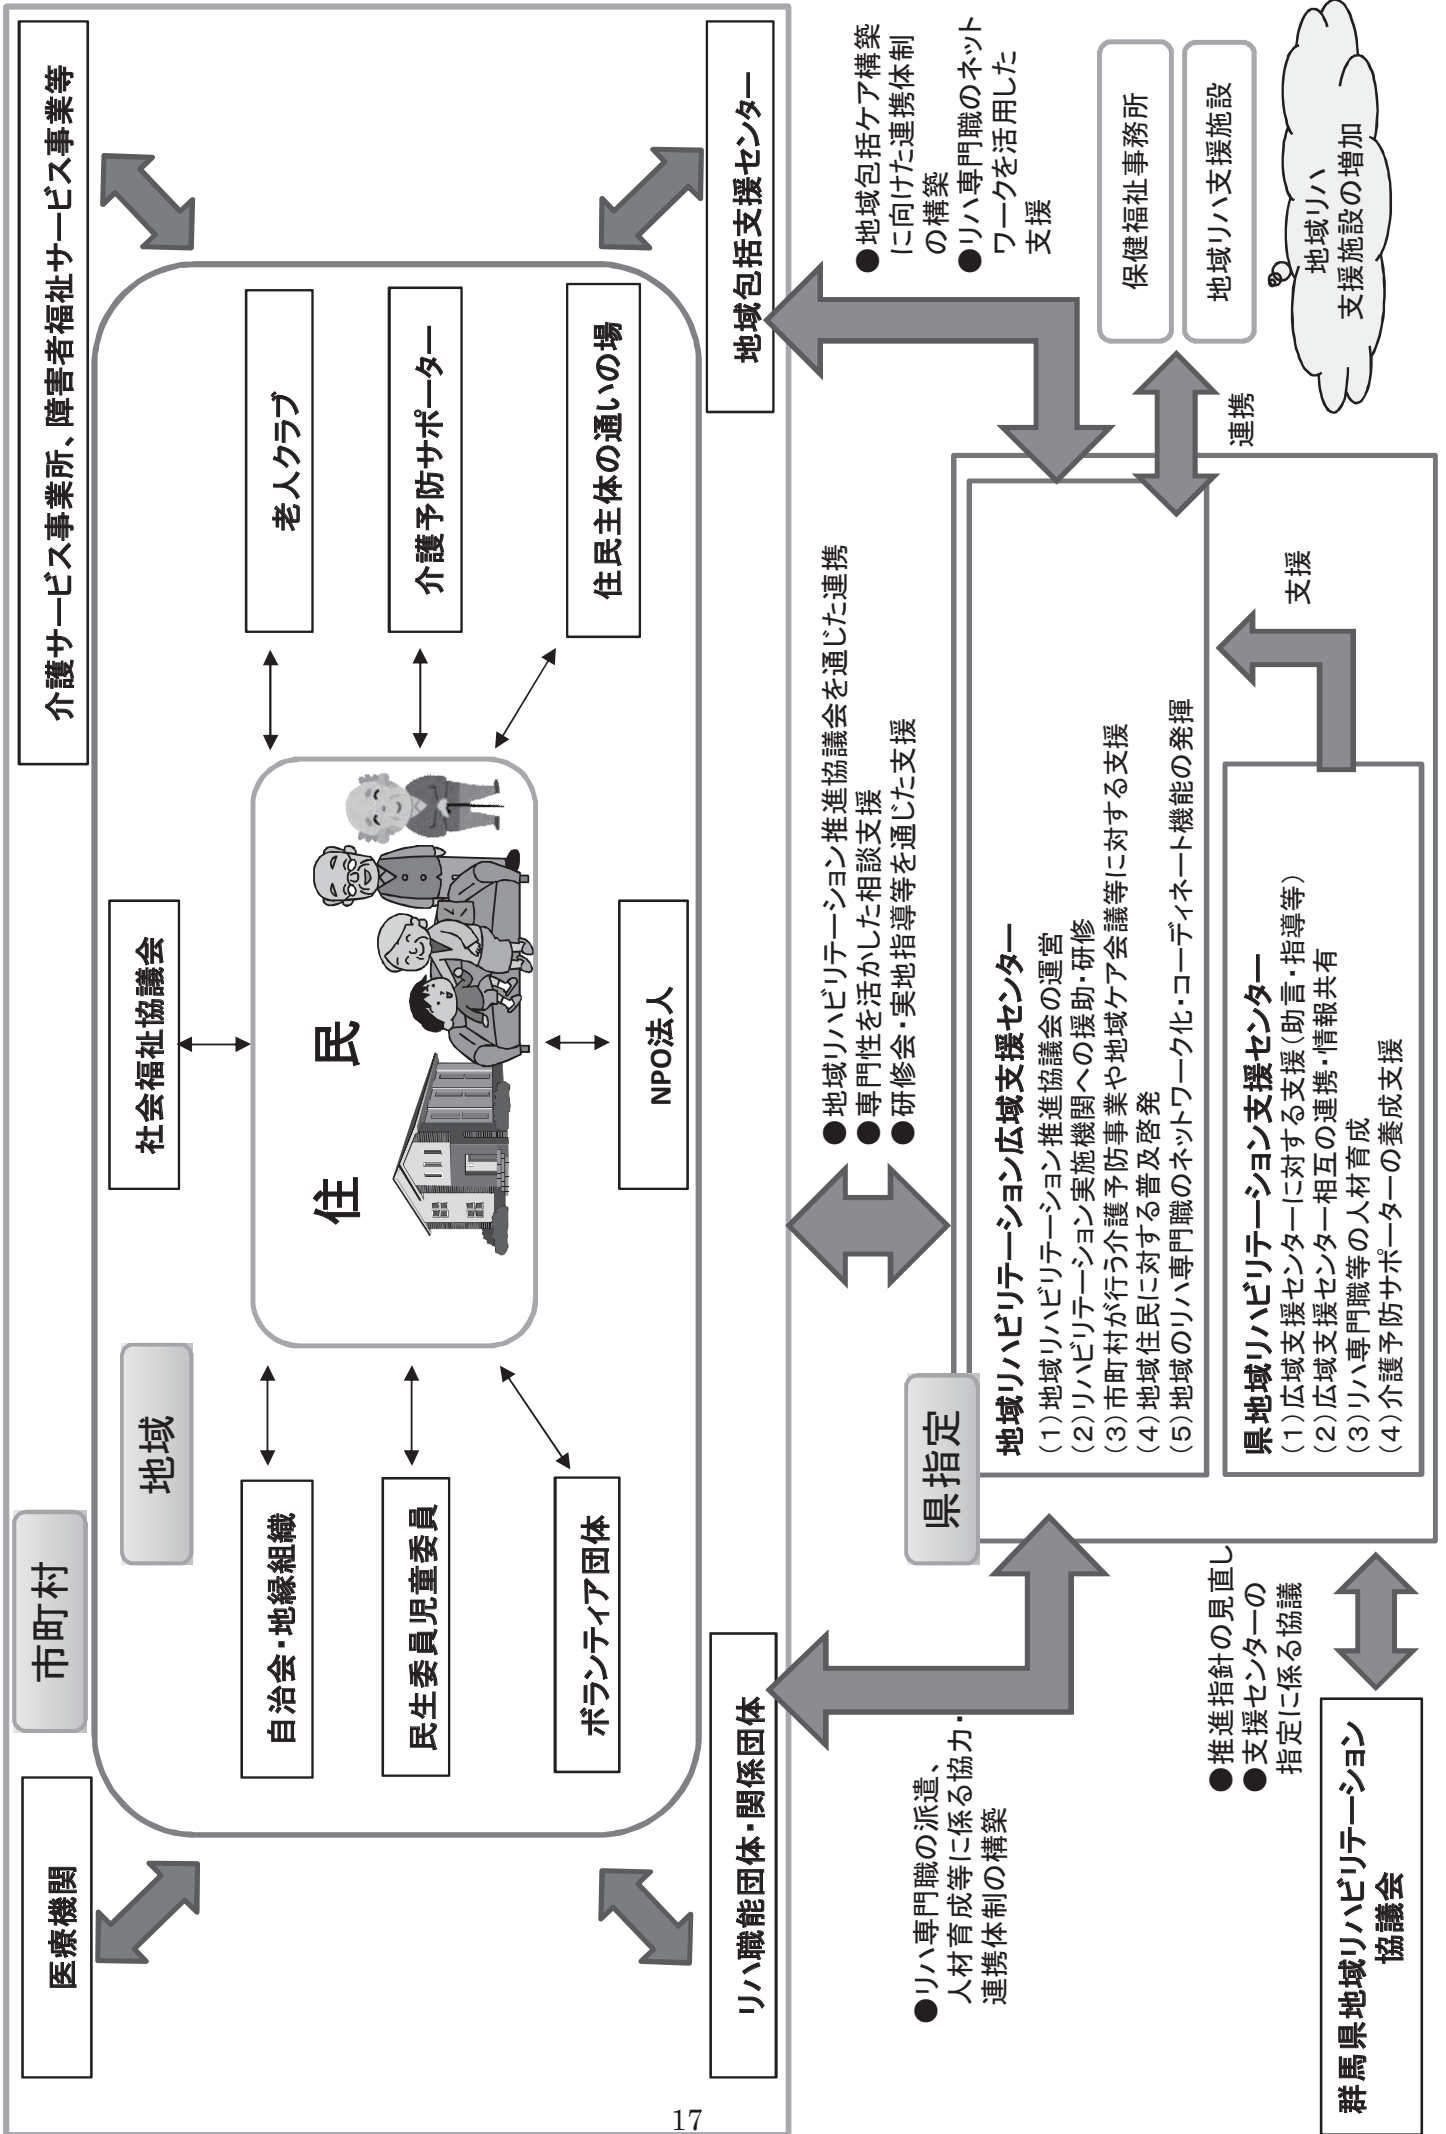 市町村
地域
医療機関
介護サービス事業所、障害者福祉サービス事業等
社会福祉協議会
自治会・地縁組織
民生委員児童委員
ボランティア団体
住　民
老人クラブ
介護予防サポーター
住民主体の通いの場
NPO法人
リハ職能団体・関係団体
地域包括支援センター
●リハ専門職の派遣、
人材育成等に係る協力・
連携体制の構築
●地域リハビリテーション推進協議会を通じた連携
●専門性を活かした相談支援
●研修会・実地指導等を通じた支援
●地域包括ケア構築
に向けた連携体制
の構築
●リハ専門職のネット
ワークを活用した
支援
県指定
地域リハビリテーション広域支援センター
(1)地域リハビリテーション推進協議会の運営
(2)リハビリテーション実施機関への援助・研修
(3)市町村が行う介護予防事業や地域ケア会議等に対する支援
(4)地域住民に対する普及啓発
(5)地域のリハ専門職のネットワーク化・コーディネート機能の発揮
連携
保健福祉事務所
地域リハ支援施設
地域リハ
支援施設の増加
支援
県地域リハビリテーション支援センター
(1)広域支援センターに対する支援(助言・指導等)
(2)広域支援センター相互の連携・情報共有
(3)リハ専門職等の人材育成
(4)介護予防サポーターの養成支援
●推進指針の見直し
●支援センターの
指定に係る協議
群馬県地域リハビリテーション
協議会
17